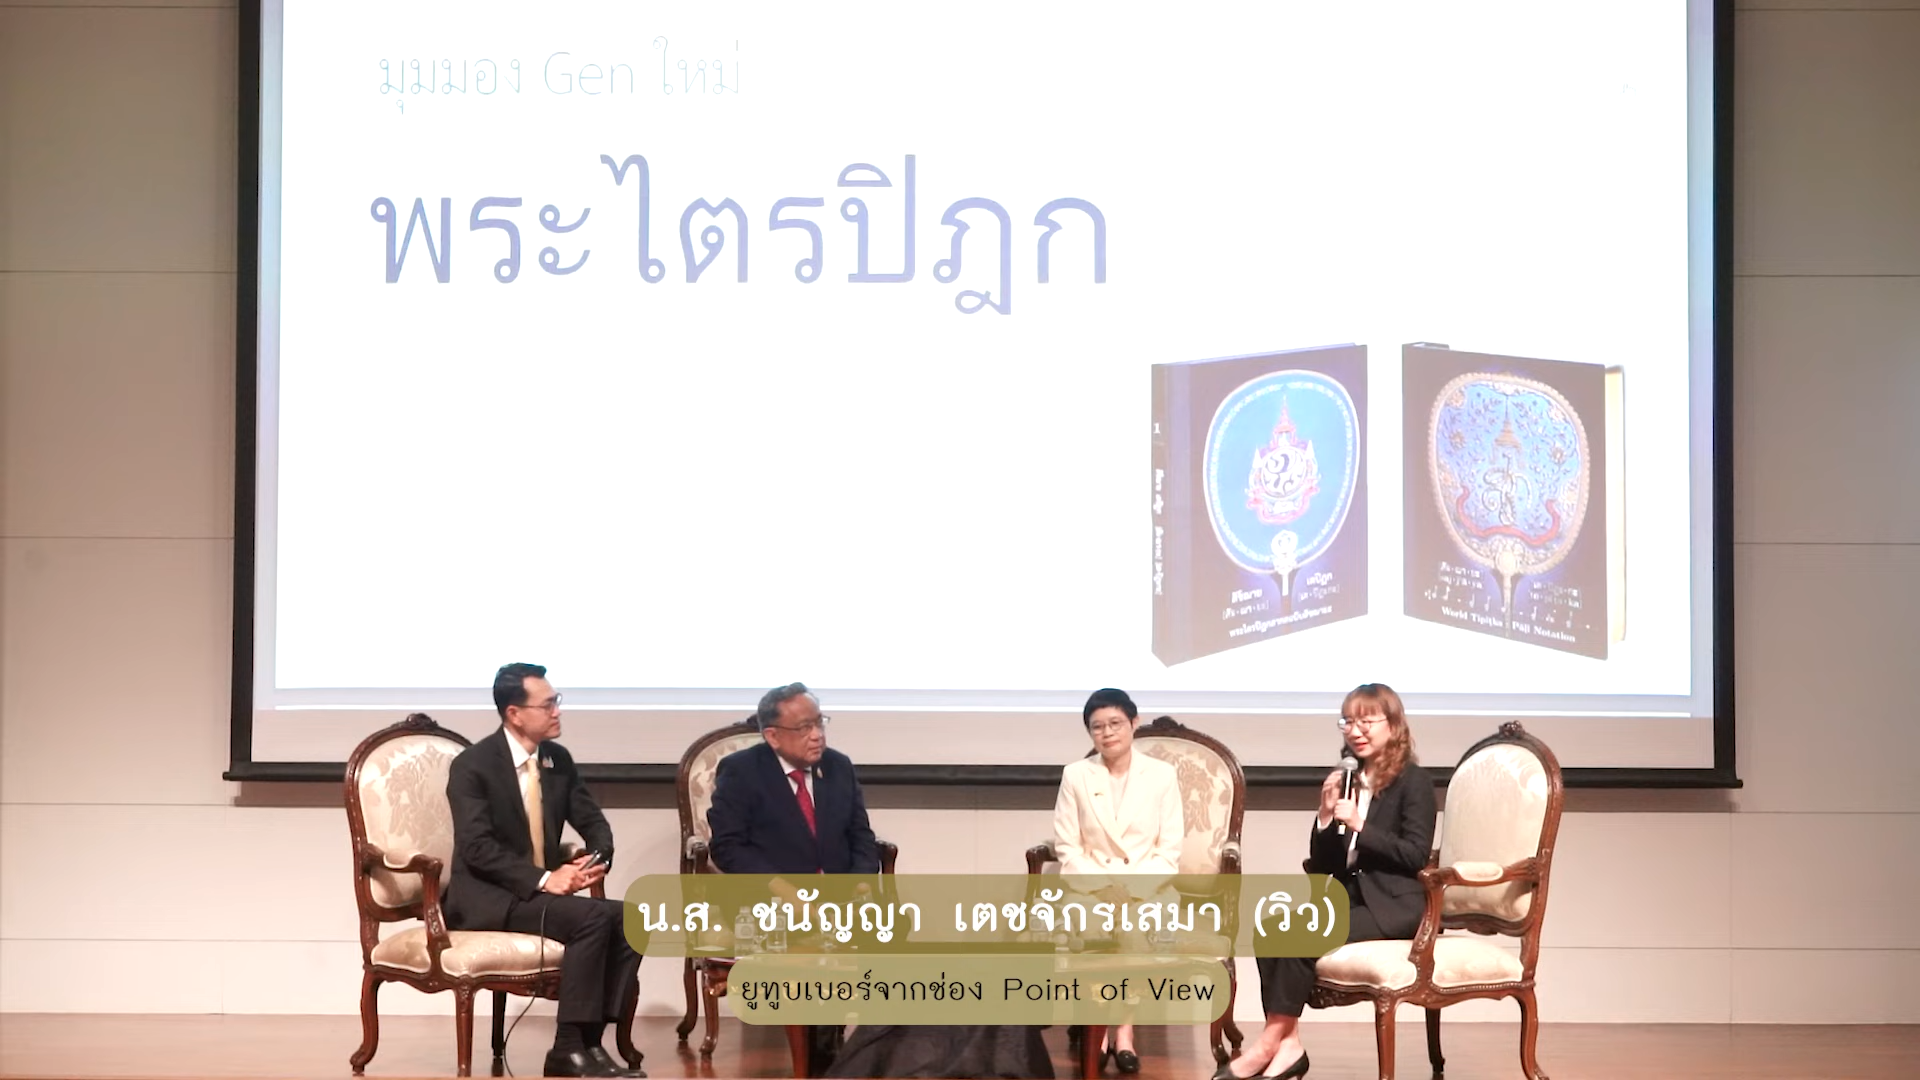 มุมมอง Gen ใหม่
พระไตรปิฎก
1
World Tipiṭka : Pāḷi Notation
น.ส. ชนัญญา เตชจักรเสมา (วิว)
ยูทูบเบอร์จากช่อง Point of View